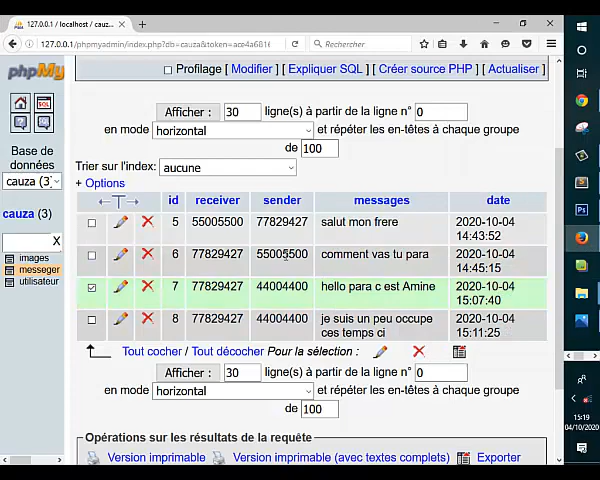 127.0.0.1 / localhost / cauz...
127.0.0.1/phpmyadmin/index.php?db=cauza&token=ace4a6816
Rechercher
phpMy
Profilage [ Modifier ] [ Expliquer SQL ] [ Créer source PHP ] [ Actualiser ]
Afficher : 30 ligne(s) à partir de la ligne n° 0
en mode horizontal et répéter les en-têtes à chaque groupe
de 100
Trier sur l'index: aucune
+ Options
Base de
données
cauza (3)
cauza (3)
X
images
messeger
utilisateur
id receiver sender messages date
5 55005500 77829427 salut mon frere 2020-10-04 14:43:52
6 77829427 55005500 comment vas tu para 2020-10-04 14:45:15
7 77829427 44004400 hello para c est Amine 2020-10-04 15:07:40
8 77829427 44004400 je suis un peu occupe ces temps ci 2020-10-04 15:11:25
Tout cocher / Tout décocher Pour la sélection :
Afficher : 30 ligne(s) à partir de la ligne n° 0
en mode horizontal et répéter les en-têtes à chaque groupe
de 100
Opérations sur les résultats de la requête
Version imprimable Version imprimable (avec textes complets) Exporter
15:19
04/10/2020